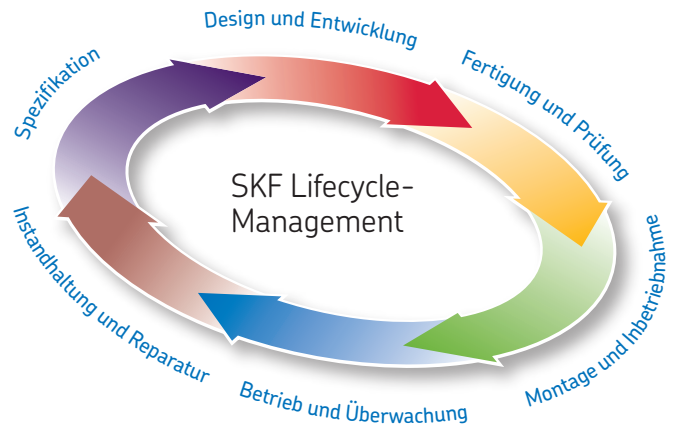 Design und Entwicklung
Fertigung und Prüfung
Spezifikation
SKF Lifecycle-
Management
Montage und Inbetriebnahme
Instandhaltung und Reparatur
Betrieb und Überwachung